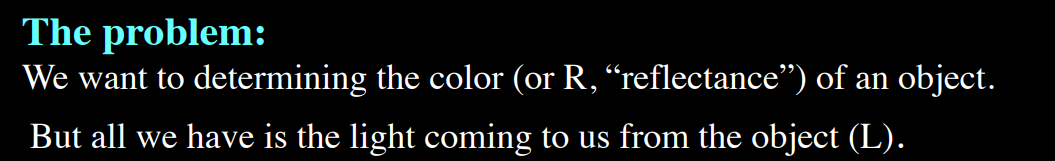 The problem:
We want to determining the color (or R, “reflectance”) of an object.
But all we have is the light coming to us from the object (L).